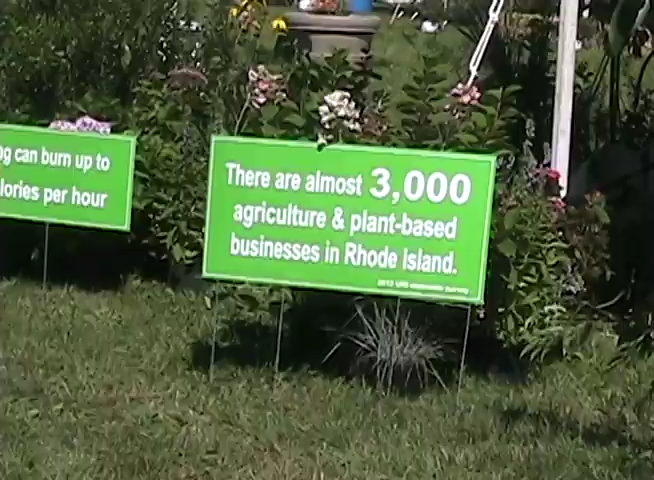 can burn up to
lories per hour
There are almost 3,000
agriculture & plant-based
businesses in Rhode Island.